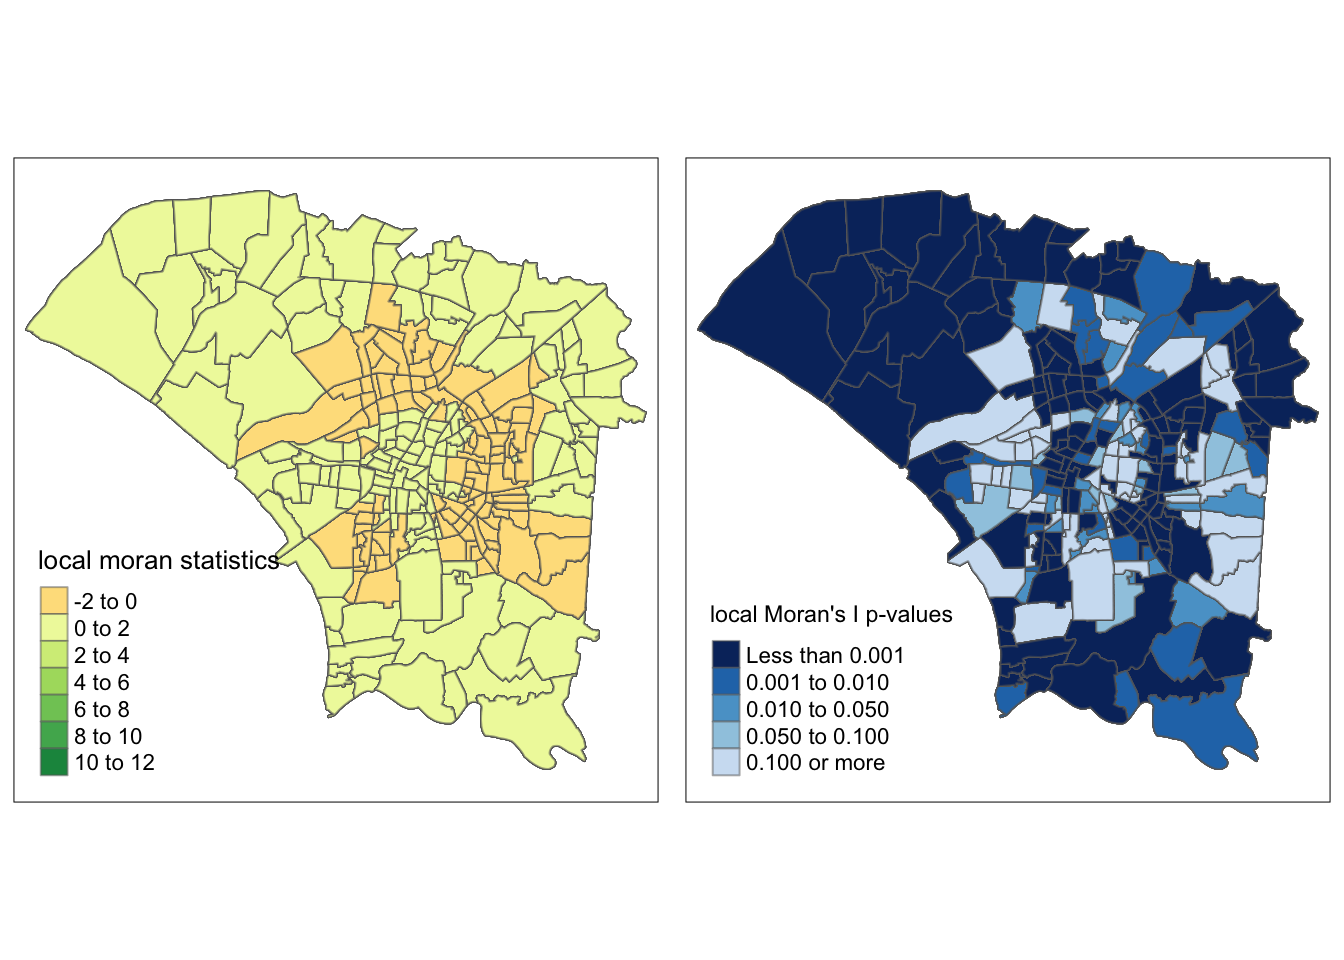 local moran statistics
-2 to 0
0 to 2
2 to 4
4 to 6
6 to 8
8 to 10
10 to 12
local Moran's I p-values
Less than 0.001
0.001 to 0.010
0.010 to 0.050
0.050 to 0.100
0.100 or more